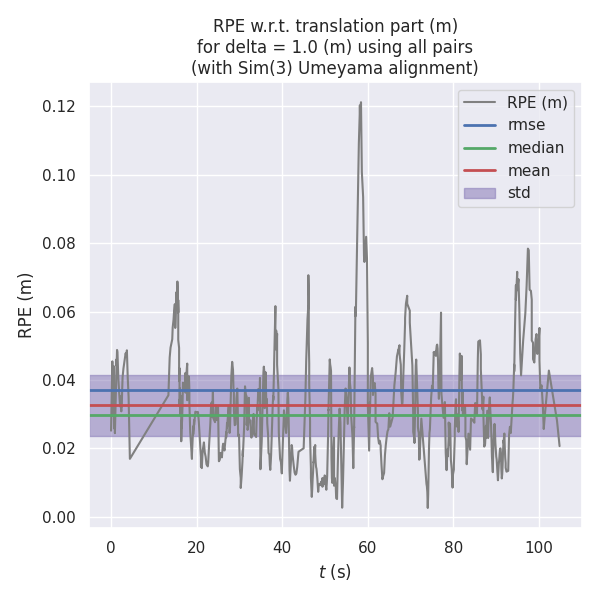 RPE w.r.t. translation part (m)
for delta = 1.0 (m) using all pairs
(with Sim(3) Umeyama alignment)
RPE (m)
rmse
median
mean
std
0.12
0.10
0.08
0.06
0.04
0.02
0.00
RPE (m)
0 20 40 60 80 100
t (s)